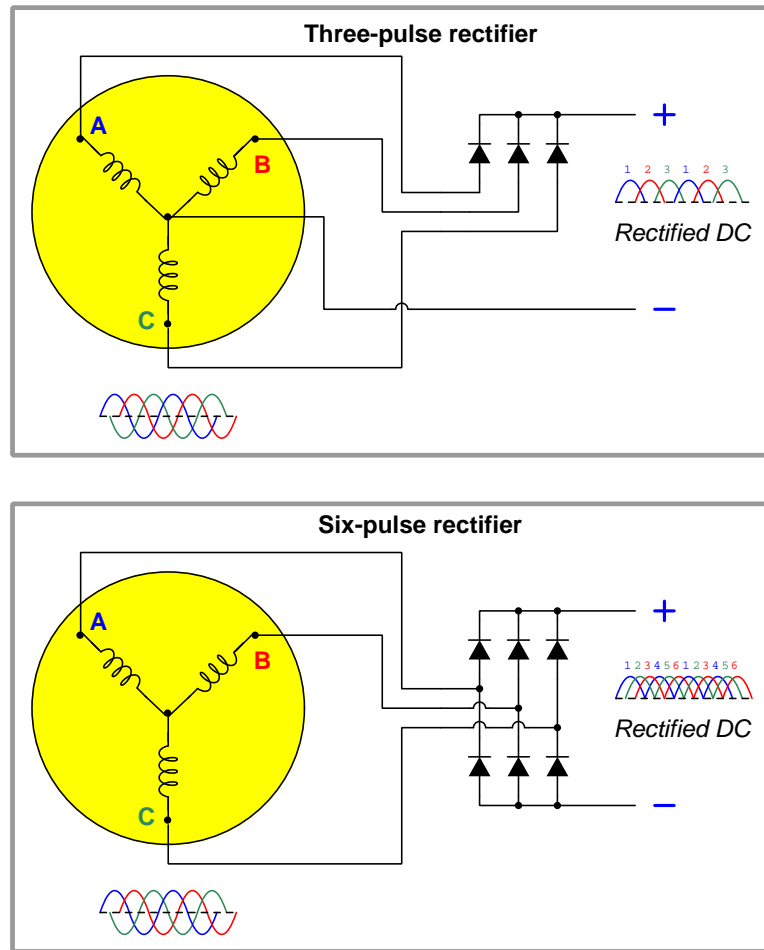 Three-pulse rectifier
A
B
C
+
1 2 3 1 2 3
Rectified DC
−
Six-pulse rectifier
A
B
C
+
1 2 3 4 5 6 1 2 3 4 5 6
Rectified DC
−